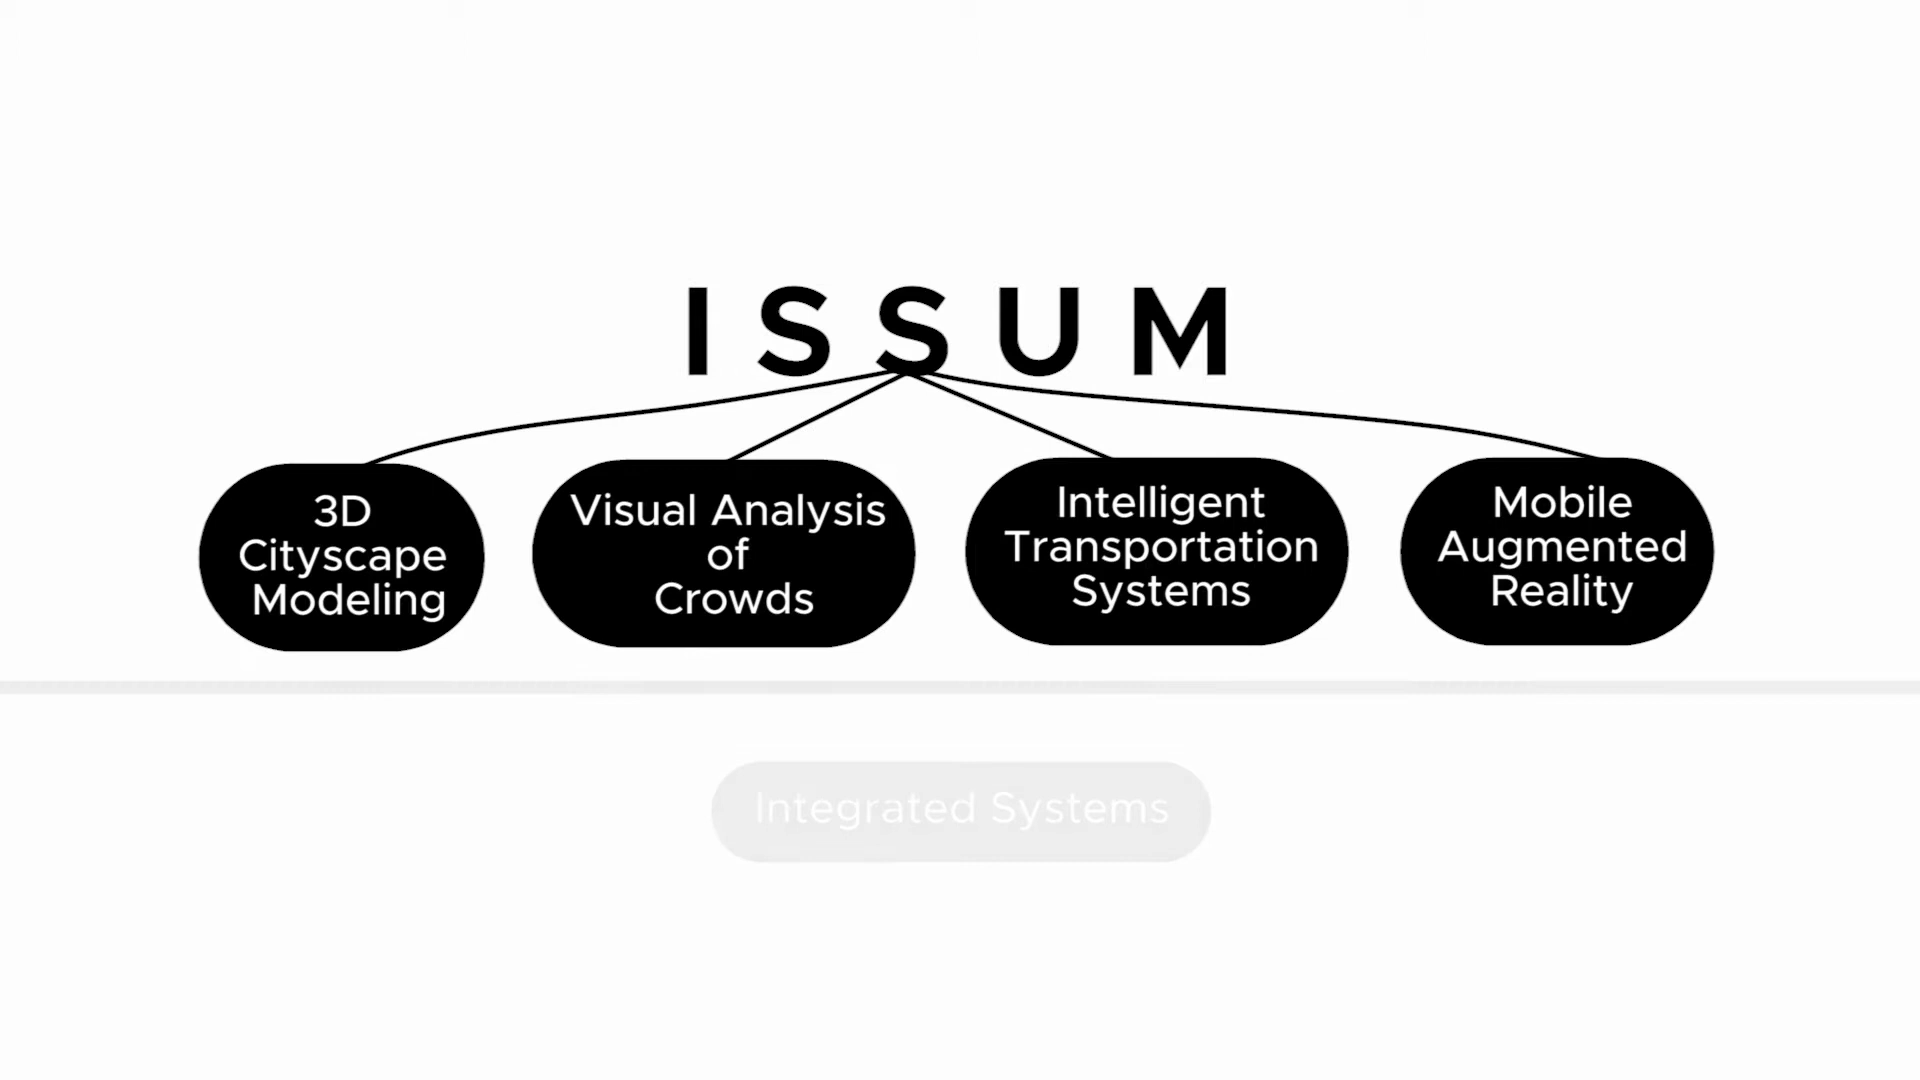 ISSUM
3D
Cityscape
Modeling
Visual Analysis
of
Crowds
Intelligent
Transportation
Systems
Mobile
Augmented
Reality
Integrated Systems